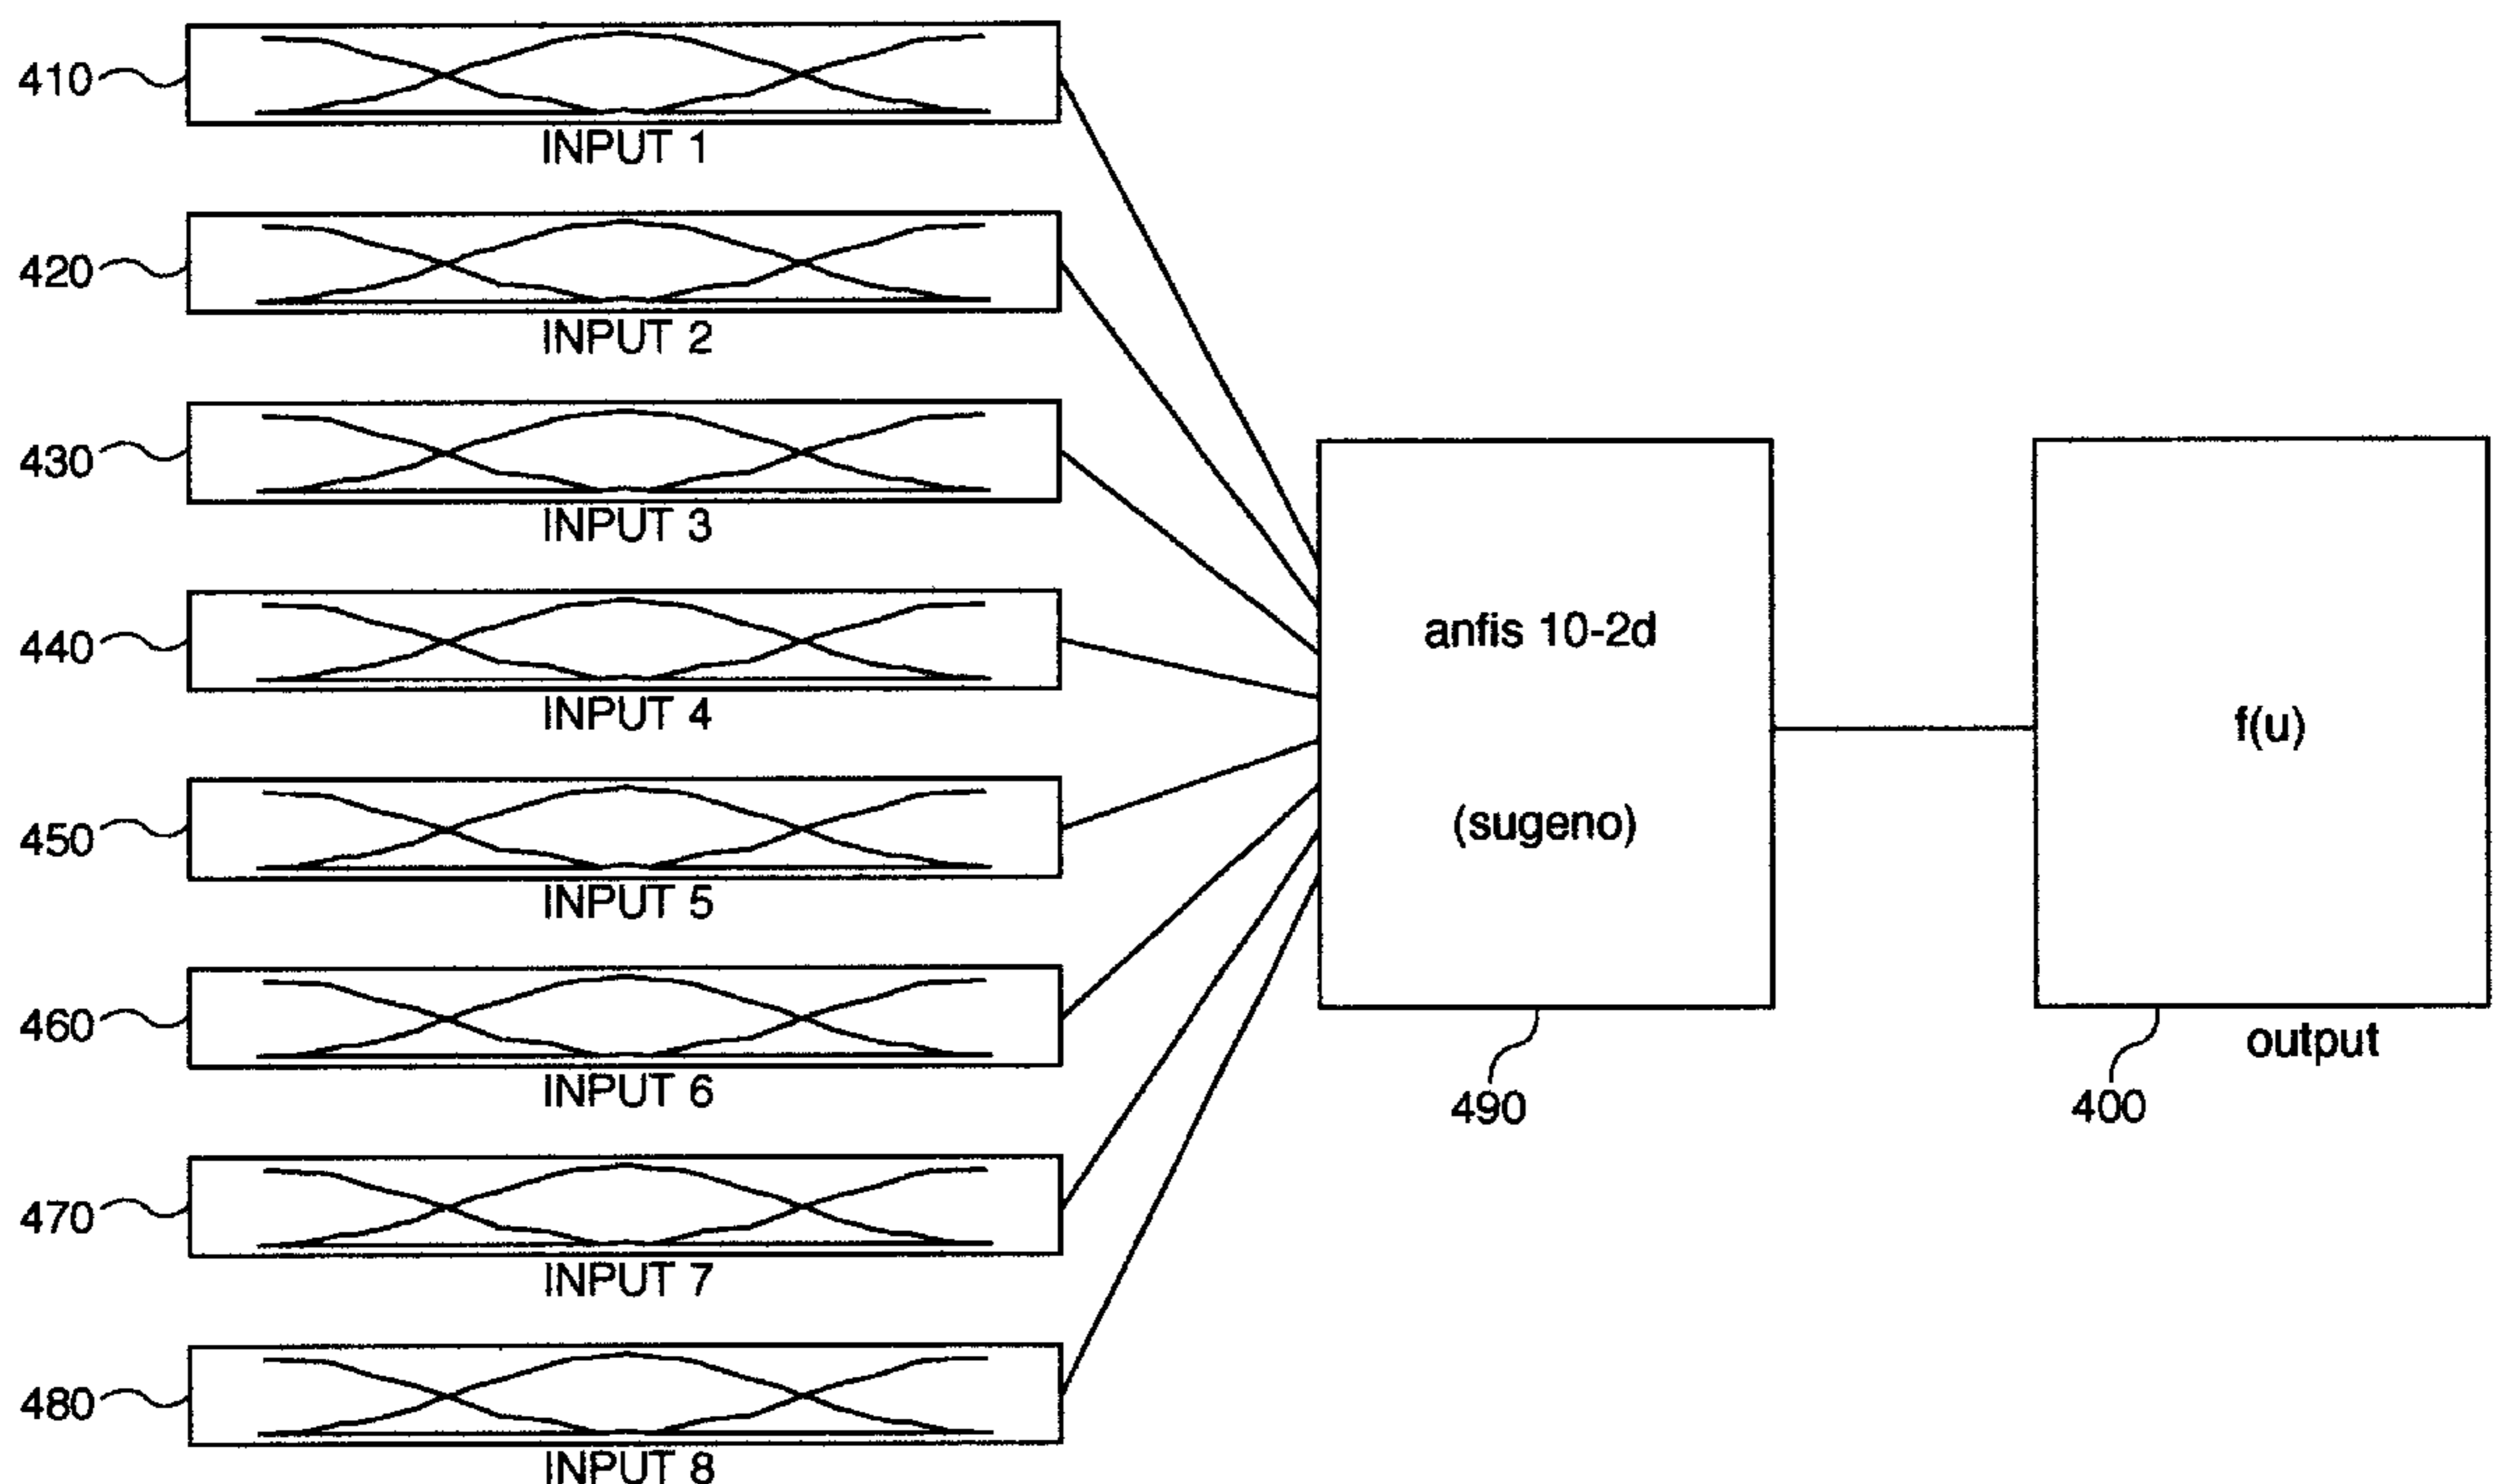 410
INPUT 1
420
INPUT 2
430
INPUT 3
440
INPUT 4
450
INPUT 5
460
INPUT 6
470
INPUT 7
480
INPUT 8
anfis 10-2d
(sugeno)
490
f(u)
output
400